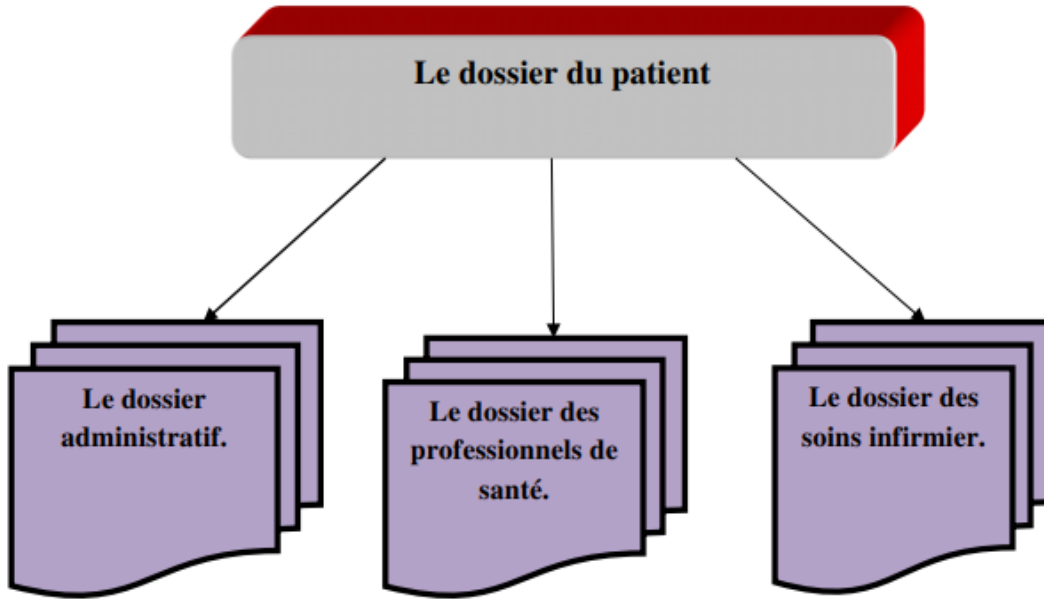 Le dossier du patient
Le dossier
administratif.
Le dossier des
professionnels de
santé.
Le dossier des
soins infirmier.